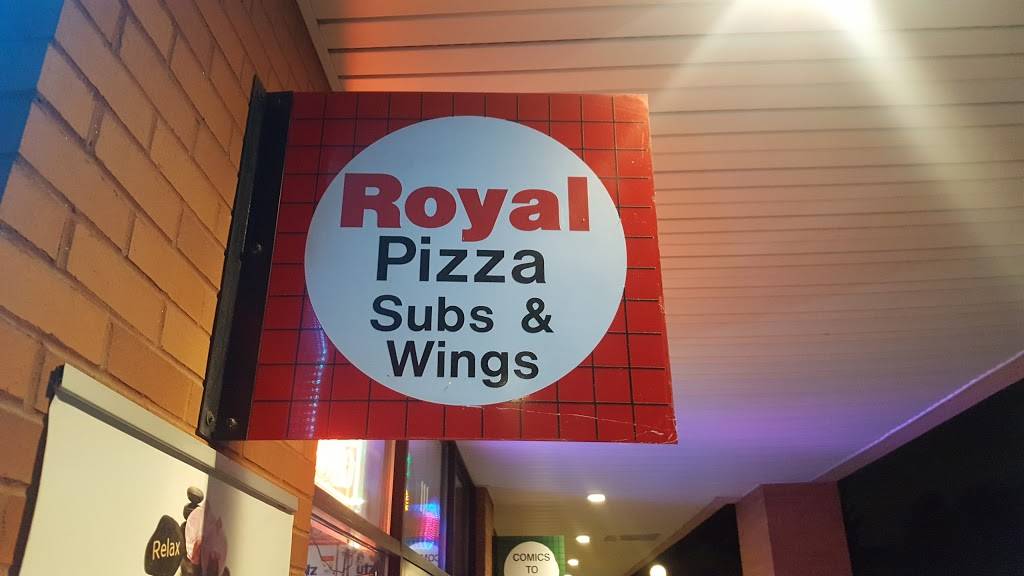 Royal
Pizza
Subs &
Wings
Relax
COMICS
TO